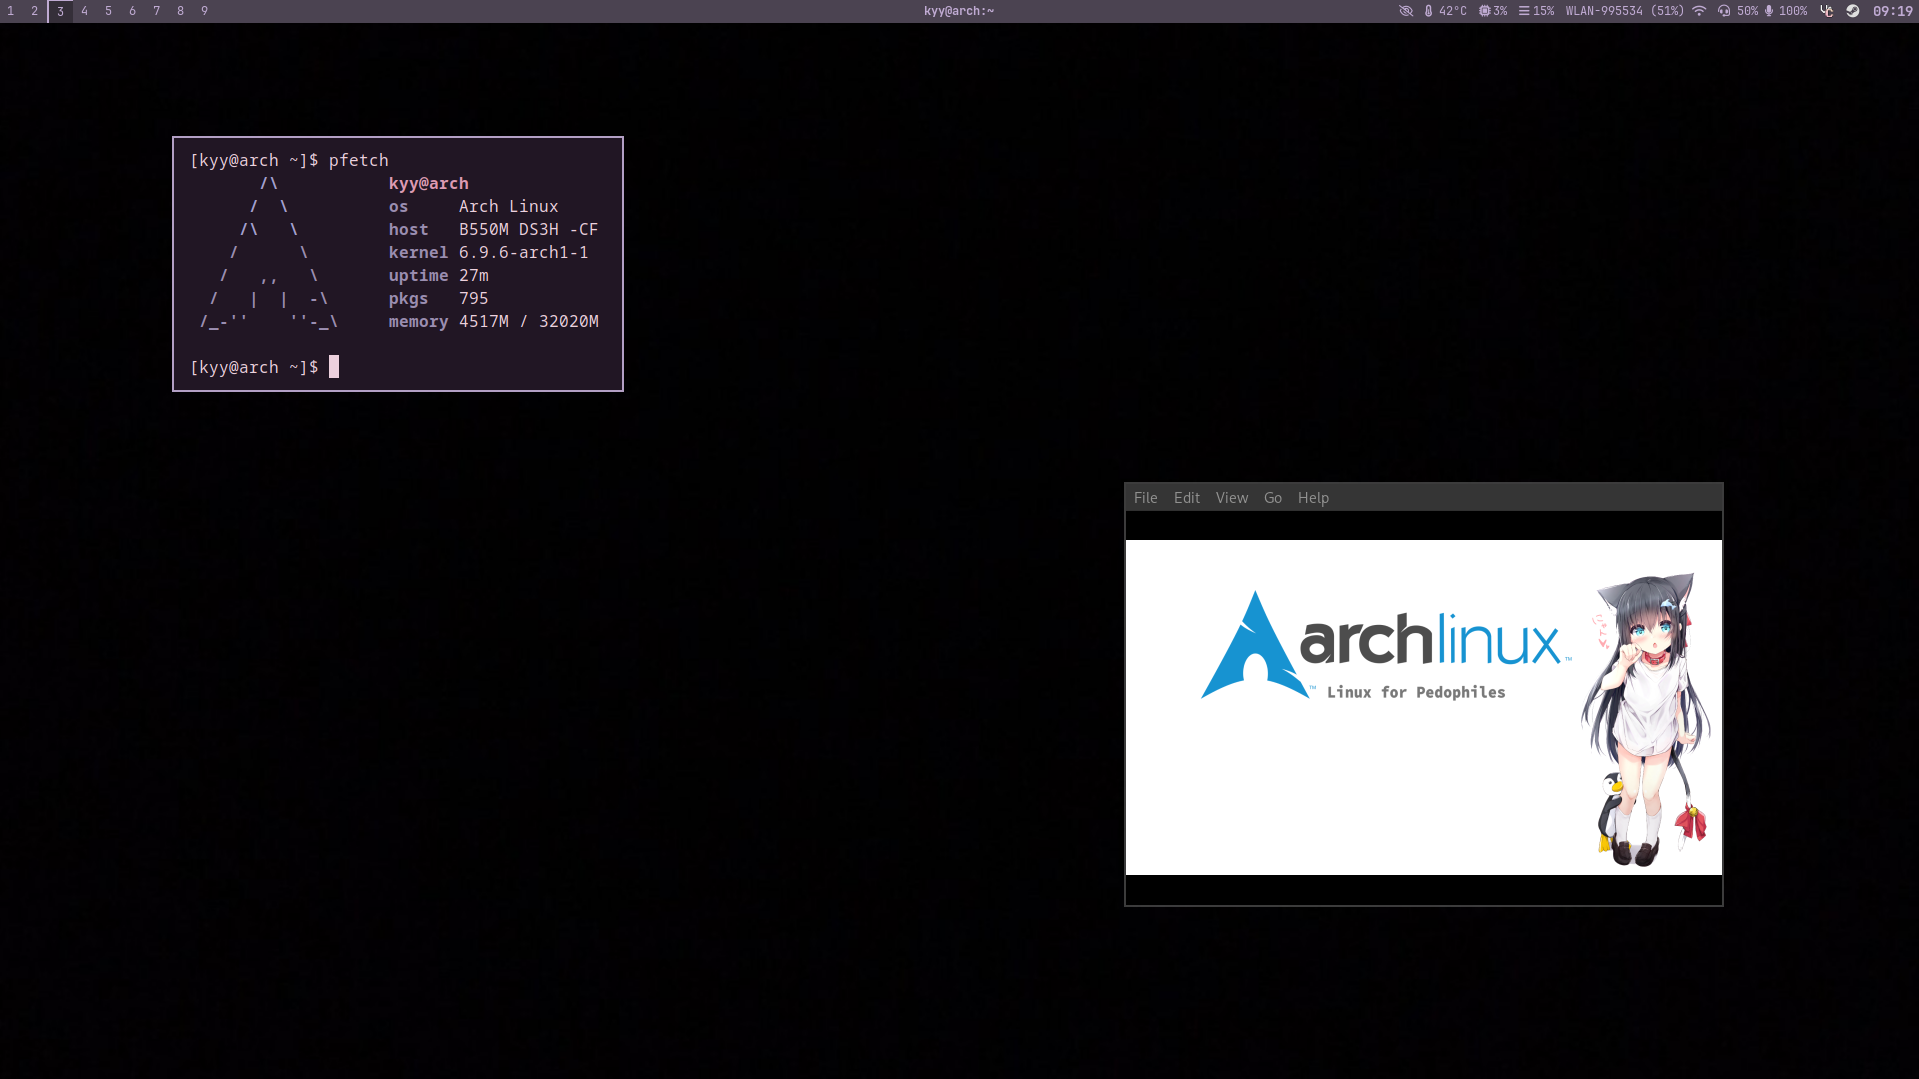 1 2 3 4 5 6 7 8 9
kyy@arch:~
42°C 3% 15% WLAN-995534 (51%) 50% 100% 09:19
[kyy@arch ~]$ pfetch
/\ kyy@arch
/ \ os Arch Linux
/\ \ host B550M DS3H -CF
/ \ kernel 6.9.6-arch1-1
/ ,, \ uptime 27m
/ | | -\ pkgs 795
/_-'' ''-_\ memory 4517M / 32020M
[kyy@arch ~]$
File Edit View Go Help
archlinux™
™
Linux for Pedophiles